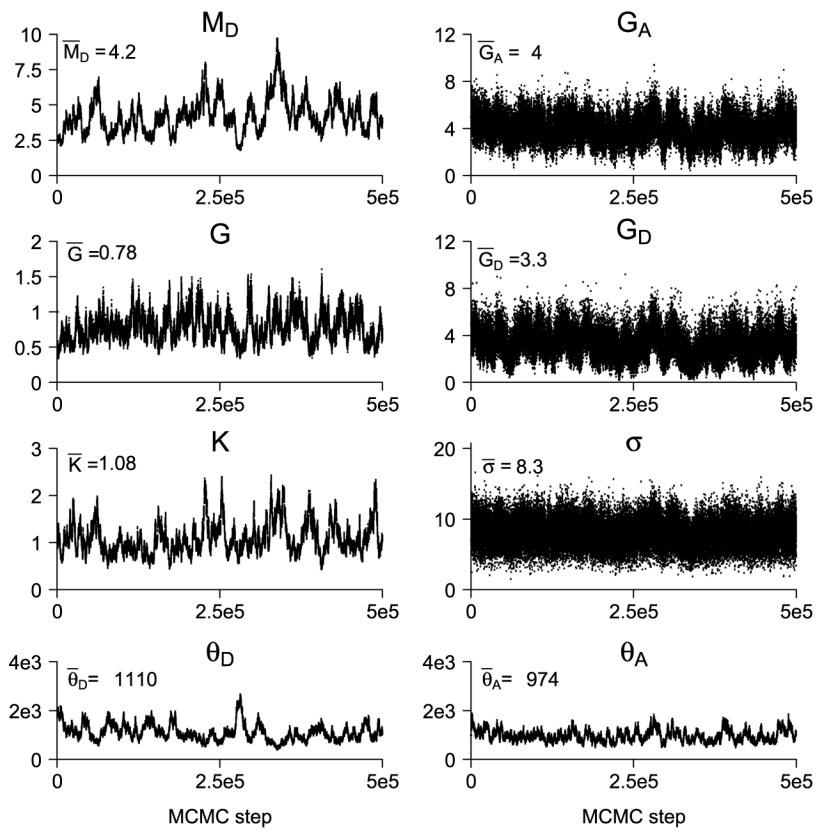 M_D
M̅_D =4.2
10
7.5
5
2.5
0
0
2.5e5
5e5
G_A
G̅_A = 4
12
8
4
0
0
2.5e5
5e5
G
G̅ =0.78
2
1.5
1
0.5
0
0
2.5e5
5e5
G_D
G̅_D =3.3
12
8
4
0
0
2.5e5
5e5
K
K̅ =1.08
3
2
1
0
0
2.5e5
5e5
σ
σ̅ = 8.3
20
10
0
0
2.5e5
5e5
θ_D
θ̅_D= 1110
4e3
2e3
0
0
2.5e5
5e5
MCMC step
θ_A
θ̅_A= 974
4e3
2e3
0
0
2.5e5
5e5
MCMC step